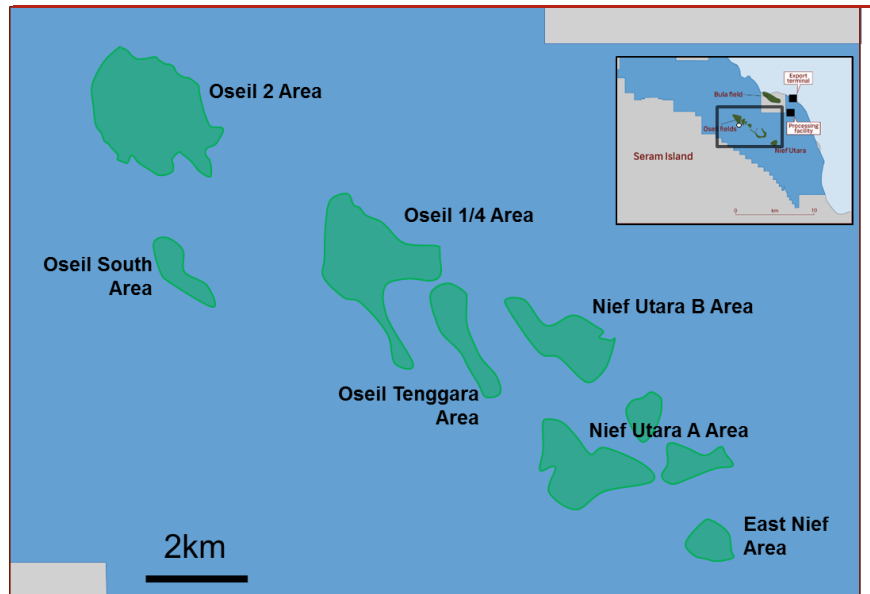 Oseil 2 Area
Export
terminal
Bula field
Oseil fields
Processing
facility
Nief Utara
Seram Island
0 km 10
Oseil 1/4 Area
Oseil South
Area
Nief Utara B Area
Oseil Tenggara
Area
Nief Utara A Area
East Nief
Area
2km